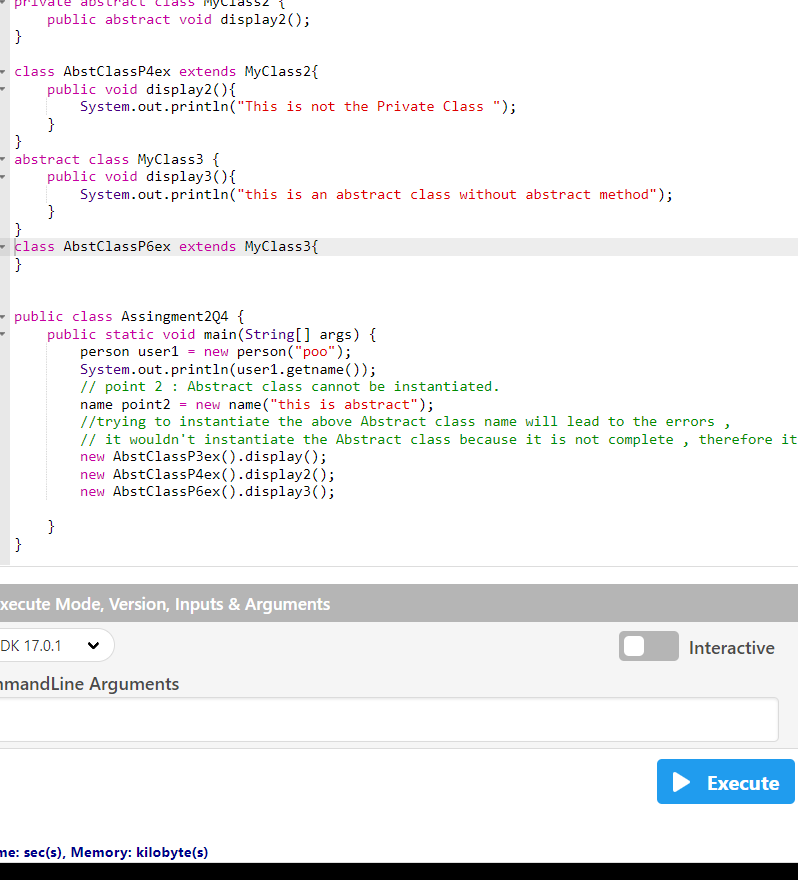 private abstract class MyClass2 {
    public abstract void display2();
}

class AbstClassP4ex extends MyClass2{
    public void display2(){
        System.out.println("This is not the Private Class ");
    }
}
abstract class MyClass3 {
    public void display3(){
        System.out.println("this is an abstract class without abstract method");
    }
}
class AbstClassP6ex extends MyClass3{
}

public class Assingment2Q4 {
    public static void main(String[] args) {
        person user1 = new person("poo");
        System.out.println(user1.getname());
        // point 2 : Abstract class cannot be instantiated.
        name point2 = new name("this is abstract");
        //trying to instantiate the above Abstract class name will lead to the errors ,
        // it wouldn't instantiate the Abstract class because it is not complete , therefore it
        new AbstClassP3ex().display();
        new AbstClassP4ex().display2();
        new AbstClassP6ex().display3();

    }
}
xecute Mode, Version, Inputs & Arguments
DK 17.0.1
Interactive
mmandLine Arguments
Execute
me: sec(s), Memory: kilobyte(s)